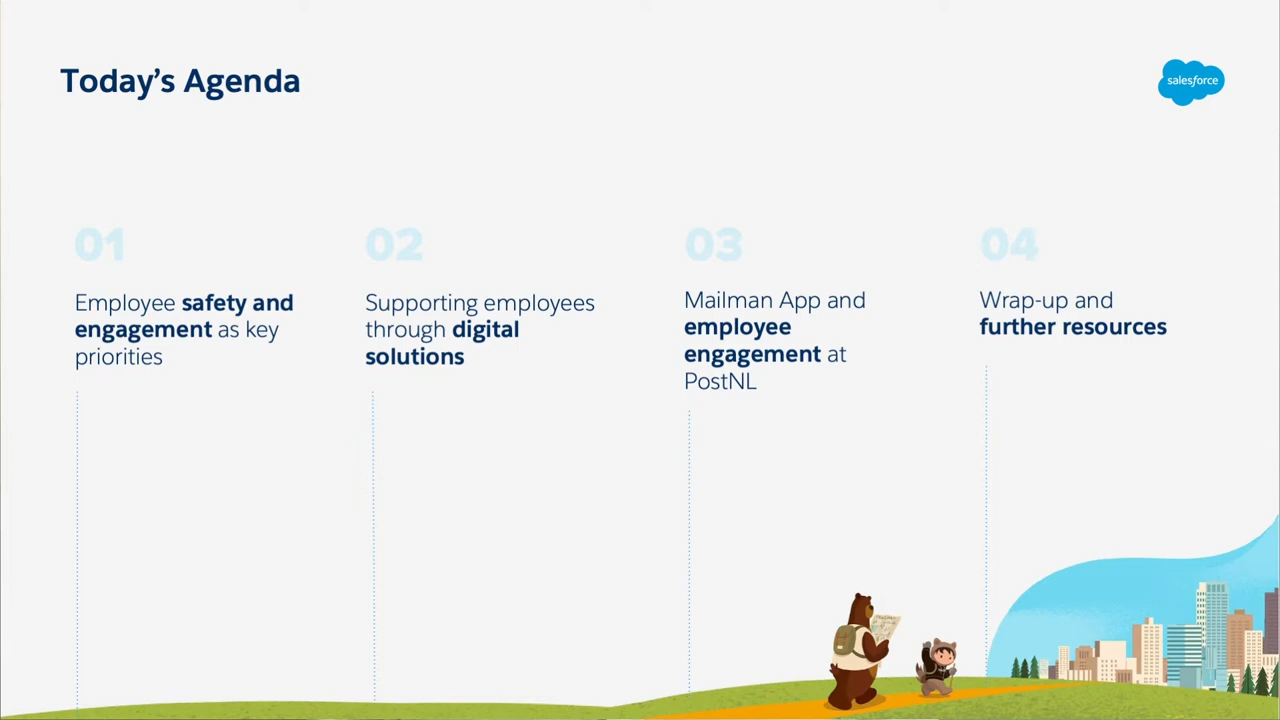 Today's Agenda
salesforce
01
Employee safety and
engagement as key
priorities
02
Supporting employees
through digital
solutions
03
Mailman App and
employee
engagement at
PostNL
04
Wrap-up and
further resources